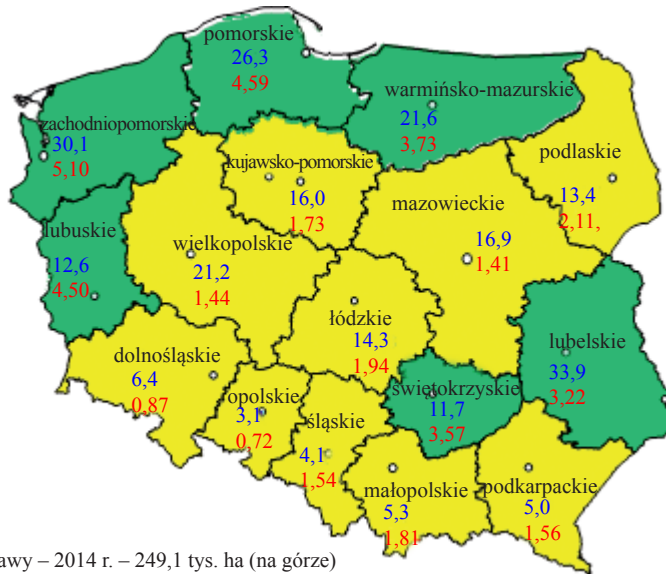 pomorskie
26,3
4,59
warmińsko-mazurskie
21,6
3,73
zachodniopomorskie
30,1
5,10
kujawsko-pomorskie
16,0
1,73
podlaskie
13,4
2,11,
mazowieckie
16,9
1,41
lubuskie
12,6
4,50
wielkopolskie
21,2
1,44
łódzkie
14,3
1,94
lubelskie
33,9
3,22
dolnośląskie
6,4
0,87
opolskie
3,1
0,72
śląskie
4,1
1,54
świętokrzyskie
11,7
3,57
małopolskie
5,3
1,81
podkarpackie
5,0
1,56
awy – 2014 r. – 249,1 tys. ha (na górze)